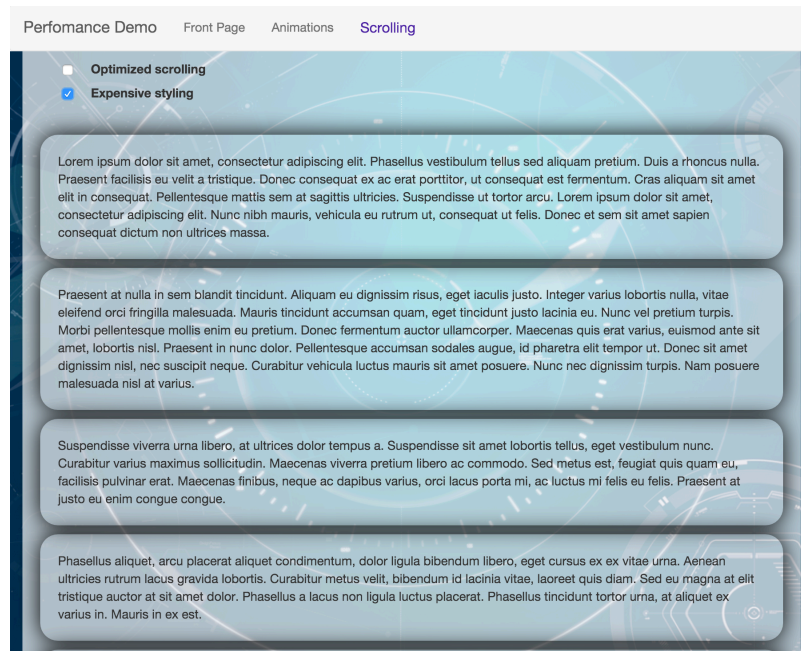 Perfomance Demo Front Page Animations Scrolling
Optimized scrolling
Expensive styling
Lorem ipsum dolor sit amet, consectetur adipiscing elit. Phasellus vestibulum tellus sed aliquam pretium. Duis a rhoncus nulla.
Praesent facilisis eu velit a tristique. Donec consequat ex ac erat porttitor, ut consequat est fermentum. Cras aliquam sit amet
elit in consequat. Pellentesque mattis sem at sagittis ultricies. Suspendisse ut tortor arcu. Lorem ipsum dolor sit amet,
consectetur adipiscing elit. Nunc nibh mauris, vehicula eu rutrum ut, consequat ut felis. Donec et sem sit amet sapien
consequat dictum non ultrices massa.
Praesent at nulla in sem blandit tincidunt. Aliquam eu dignissim risus, eget iaculis justo. Integer varius lobortis nulla, vitae
eleifend orci fringilla malesuada. Mauris tincidunt accumsan quam, eget tincidunt justo lacinia eu. Nunc vel pretium turpis.
Morbi pellentesque mollis enim eu pretium. Donec fermentum auctor ullamcorper. Maecenas quis erat varius, euismod ante sit
amet, lobortis nisl. Praesent in nunc dolor. Pellentesque accumsan sodales augue, id pharetra elit tempor ut. Donec sit amet
dignissim nisl, nec suscipit neque. Curabitur vehicula luctus mauris sit amet posuere. Nunc nec dignissim turpis. Nam posuere
malesuada nisl at varius.
Suspendisse viverra urna libero, at ultrices dolor tempus a. Suspendisse sit amet lobortis tellus, eget vestibulum nunc.
Curabitur varius maximus sollicitudin. Maecenas viverra pretium libero ac commodo. Sed metus est, feugiat quis quam eu,
facilisis pulvinar erat. Maecenas finibus, neque ac dapibus varius, orci lacus porta mi, ac luctus mi felis eu felis. Praesent at
justo eu enim congue congue.
Phasellus aliquet, arcu placerat aliquet condimentum, dolor ligula bibendum libero, eget cursus ex ex vitae urna. Aenean
ultricies rutrum lacus gravida lobortis. Curabitur metus velit, bibendum id lacinia vitae, laoreet quis diam. Sed eu magna at elit
tristique auctor at sit amet dolor. Phasellus a lacus non ligula luctus placerat. Phasellus tincidunt tortor urna, at aliquet ex
varius in. Mauris in ex est.